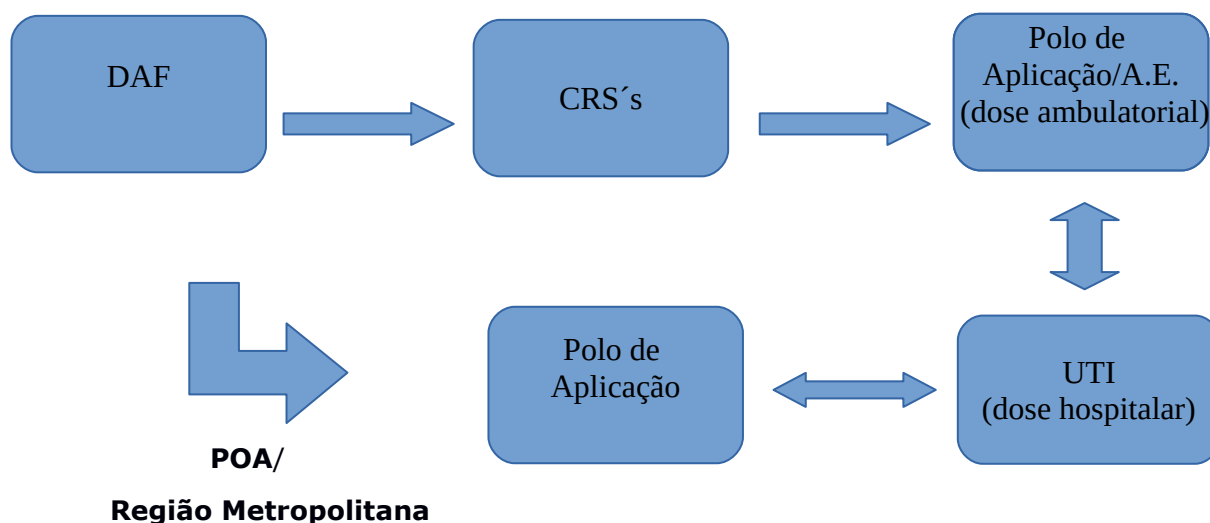 DAF
CRS´s
Polo de
Aplicação/A.E.
(dose ambulatorial)
Polo de
Aplicação
UTI
(dose hospitalar)
POA/
Região Metropolitana